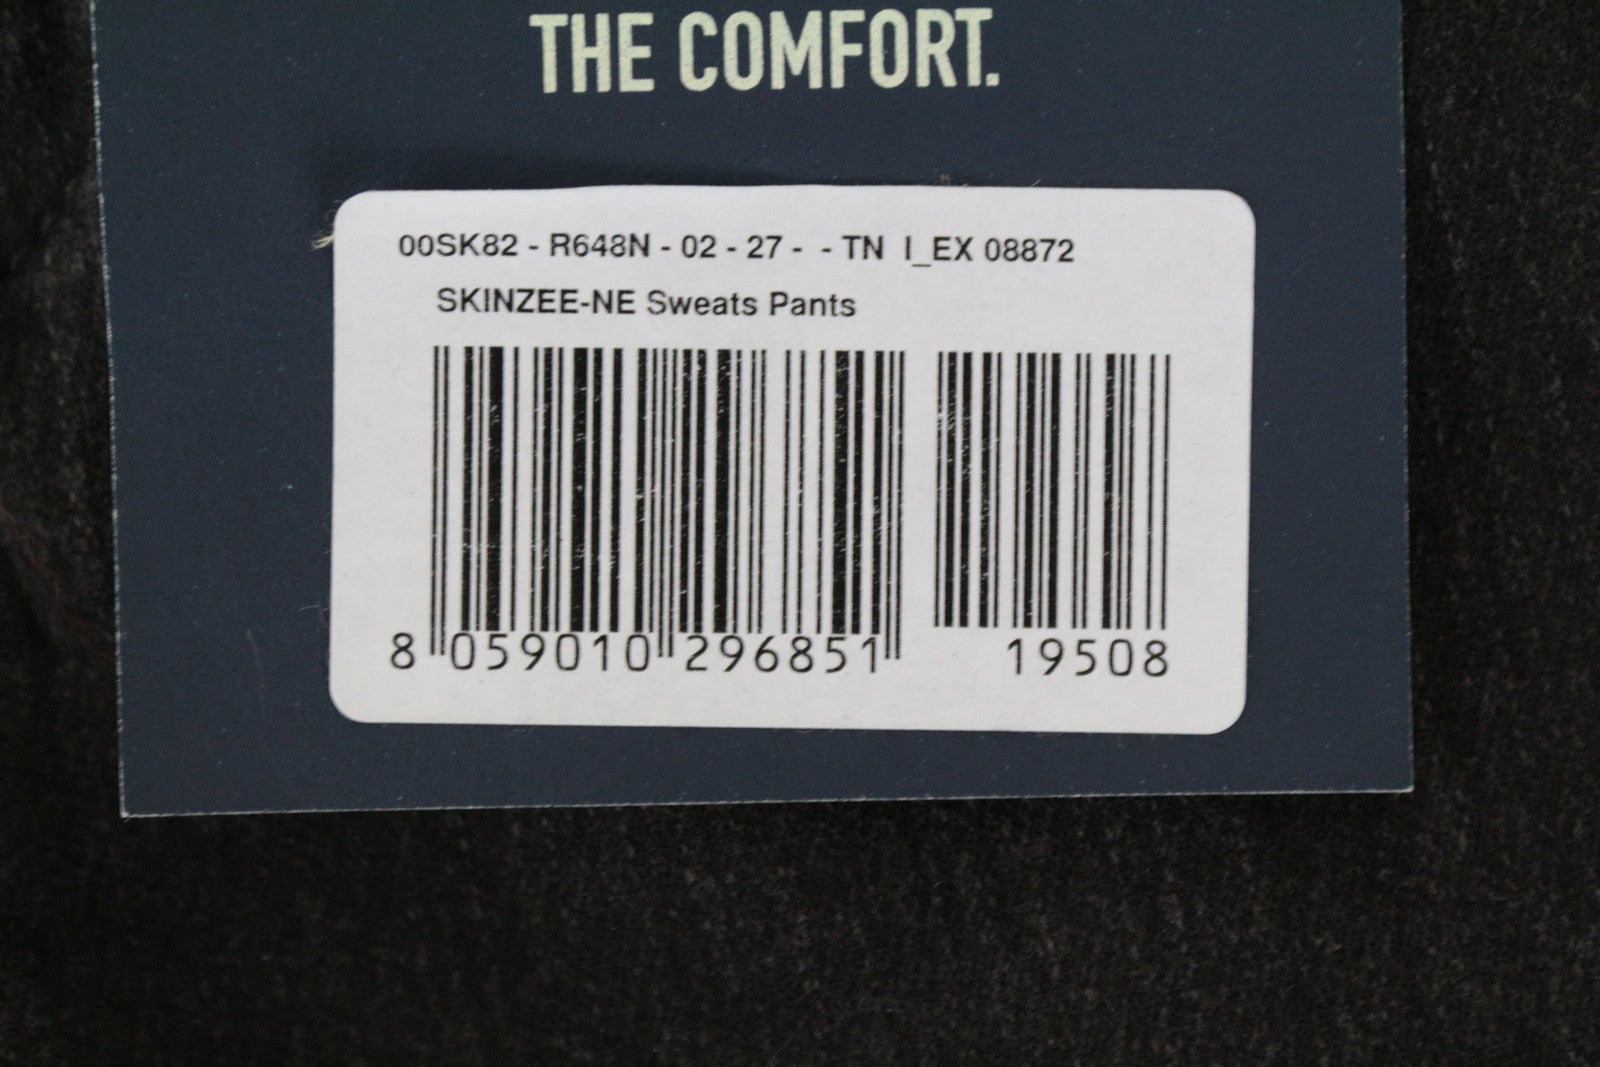 THE COMFORT.
00SK82 - R648N - 02 - 27 -  - TN  I_EX 08872
SKINZEE-NE Sweats Pants
8 059010 296851 19508